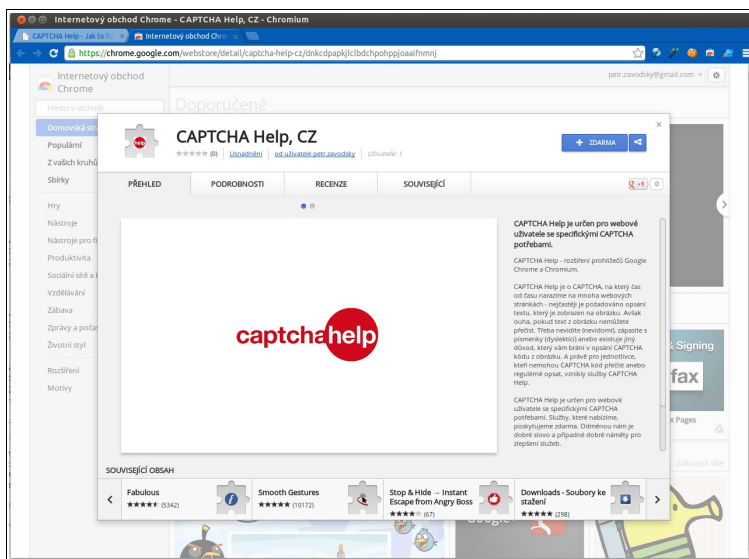 Internetový obchod Chrome - CAPTCHA Help, CZ - Chromium
CAPTCHA Help - Jak to fu
Internetový obchod Chro
https://chrome.google.com/webstore/detail/captcha-help-cz/dnkcdpapkjlclbdchpohppjoaaifnmnj
Internetový obchod
Chrome
petr.zavodsky@gmail.com
Hledat v obchodě
Doporučené
Domovská strá
Populární
Z vašich kruhů
Sbírky
Hry
Nástroje
Nástroje pro fi
Produktivita
Sociální sítě a k
Vzdělávání
Zábava
Zprávy a počas
Životní styl
Rozšíření
Motivy
help
CAPTCHA Help, CZ
(0) Usnadnění od uživatele petr.zavodsky Uživatelé: 1
+ ZDARMA
PŘEHLED PODROBNOSTI RECENZE SOUVISEJÍCÍ
+1 0
captchahelp
CAPTCHA Help je určen pro webové
uživatele se specifickými CAPTCHA
potřebami.
CAPTCHA Help - rozšíření prohlížečů Google
Chrome a Chromium.
CAPTCHA Help je o CAPTCHA, na který čas
od času narazíme na mnoha webových
stránkách - nejčastěji je požadováno opsání
textu, který je zobrazen na obrázku. Avšak
ouha, pokud text z obrázku nemůžete
přečíst. Třeba nevidíte (nevidomí), zápasíte s
písmenky (dyslektici) anebo existuje jiný
důvod, který vám brání v opsání CAPTCHA
kódu z obrázku. A právě pro jednotlivce,
kteří nemohou CAPTCHA kód přečíst anebo
regulérně opsat, vznikly služby CAPTCHA
Help.
CAPTCHA Help je určen pro webové
uživatele se specifickými CAPTCHA
potřebami. Služby, které nabízíme,
poskytujeme zdarma. Odměnou nám je
dobré slovo a případné dobré náměty pro
zlepšení služeb.
& Signing
fax
x Pages
Zobrazit vše
SOUVISEJÍCÍ OBSAH
Fabulous
(5342)
Smooth Gestures
(10172)
Stop & Hide → Instant
Escape from Angry Boss
(67)
Downloads - Soubory ke
stažení
(298)
Google